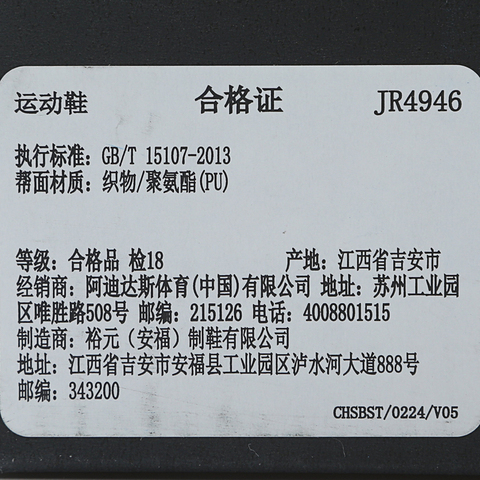 运动鞋 合格证 JR4946
执行标准: GB/T 15107-2013
帮面材质: 织物/聚氨酯(PU)
等级: 合格品 检18 产地: 江西省吉安市
经销商: 阿迪达斯体育(中国)有限公司 地址: 苏州工业园
区唯胜路508号 邮编: 215126 电话: 4008801515
制造商: 裕元（安福）制鞋有限公司
地址: 江西省吉安市安福县工业园区泸水河大道888号
邮编: 343200
CHSBST/0224/V05